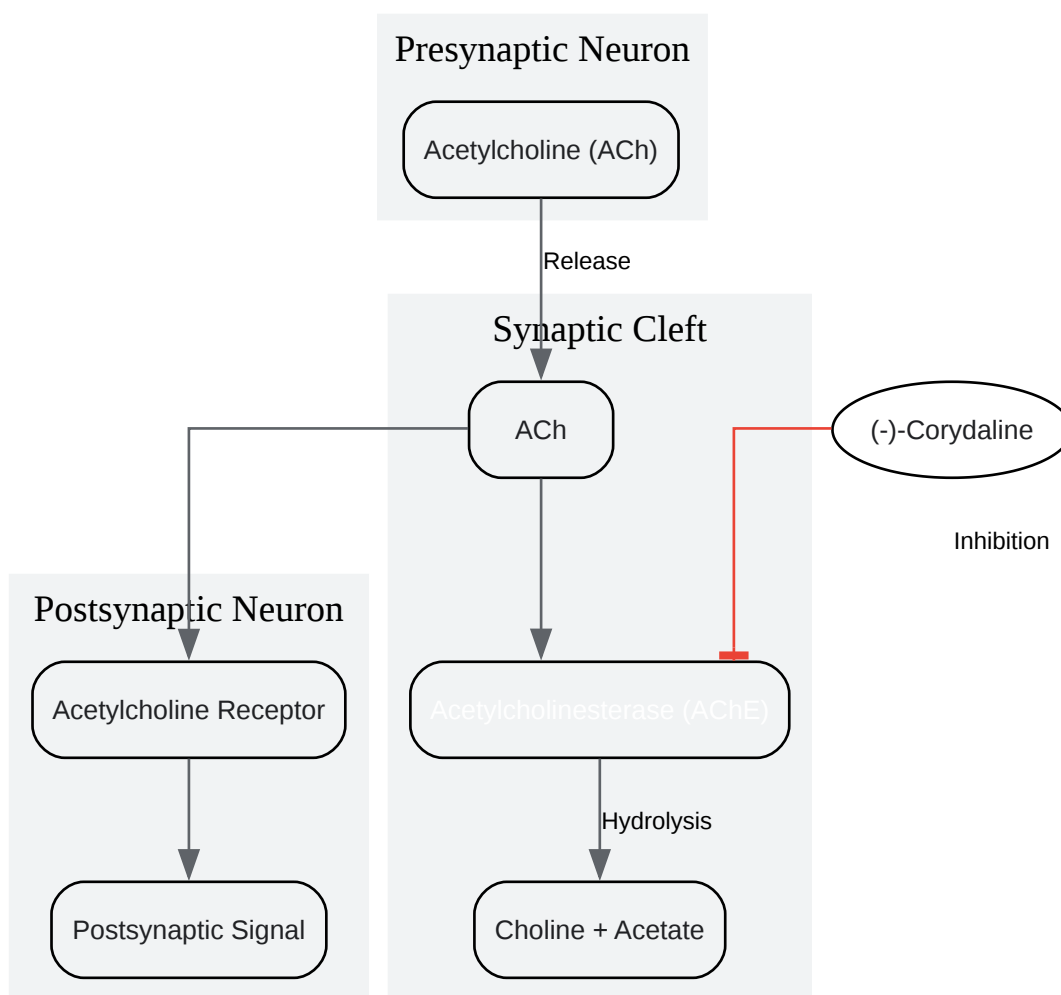 Presynaptic Neuron
Acetylcholine (ACh)
Release
Synaptic Cleft
ACh
(-)-Corydaline
Inhibition
Postsynaptic Neuron
Acetylcholine Receptor
Acetylcholinesterase (AChE)
Hydrolysis
Postsynaptic Signal
Choline + Acetate